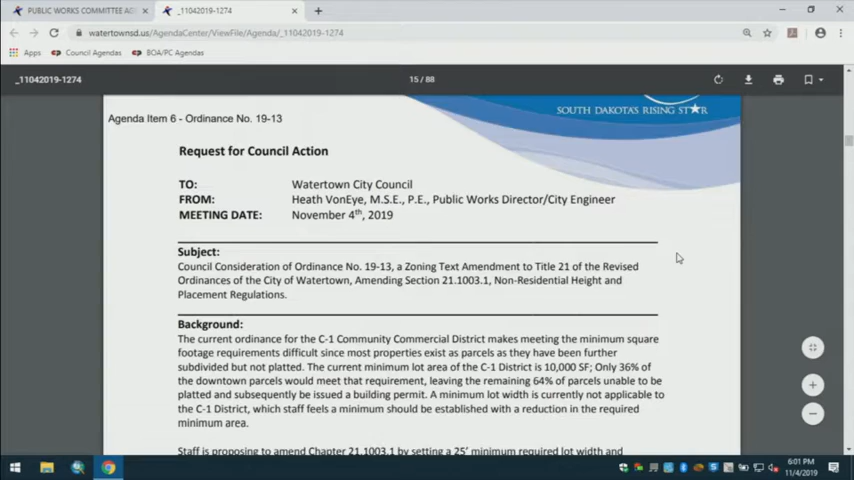 PUBLIC WORKS COMMITTEE AG
_11042019-1274
watertownsd.us/AgendaCenter/ViewFile/Agenda/_11042019-1274
Apps Council Agendas BOA/PC Agendas
_11042019-1274
15 / 88
SOUTH DAKOTA'S RISING ST★R
Agenda Item 6 - Ordinance No. 19-13
Request for Council Action
TO: Watertown City Council
FROM: Heath VonEye, M.S.E., P.E., Public Works Director/City Engineer
MEETING DATE: November 4th, 2019
Subject:
Council Consideration of Ordinance No. 19-13, a Zoning Text Amendment to Title 21 of the Revised
Ordinances of the City of Watertown, Amending Section 21.1003.1, Non-Residential Height and
Placement Regulations.
Background:
The current ordinance for the C-1 Community Commercial District makes meeting the minimum square
footage requirements difficult since most properties exist as parcels as they have been further
subdivided but not platted. The current minimum lot area of the C-1 District is 10,000 SF; Only 36% of
the downtown parcels would meet that requirement, leaving the remaining 64% of parcels unable to be
platted and subsequently be issued a building permit. A minimum lot width is currently not applicable to
the C-1 District, which staff feels a minimum should be established with a reduction in the required
minimum area.
Staff is proposing to amend Chapter 21.1003.1 by setting a 25' minimum required lot width and
6:01 PM
11/4/2019